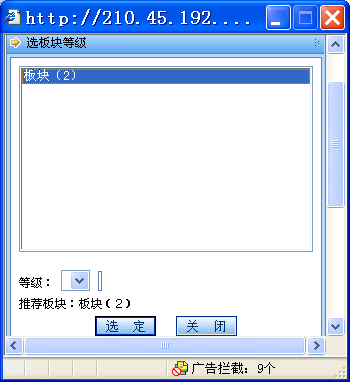 http://210.45.192....
选板块等级
板块（2）
等级：
推荐板块：板块（2）
选 定
关 闭
广告拦截：9个